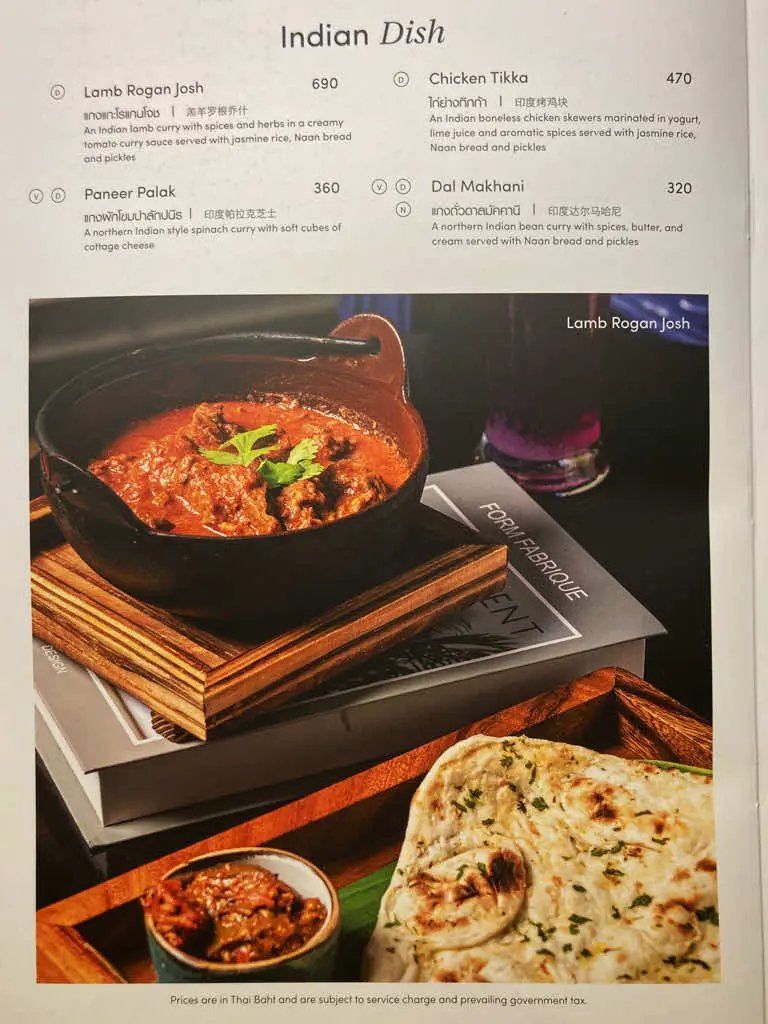 Indian Dish
D Lamb Rogan Josh 690
แกงแกะโรแกนโจช | 羔羊罗根乔什
An Indian lamb curry with spices and herbs in a creamy
tomato curry sauce served with jasmine rice, Naan bread
and pickles
D Chicken Tikka 470
ไก่ย่างทิกก้า | 印度烤鸡块
An Indian boneless chicken skewers marinated in yogurt,
lime juice and aromatic spices served with jasmine rice,
Naan bread and pickles
V D Paneer Palak 360
แกงผักโขมปาลักปนีร | 印度帕拉克芝士
A northern Indian style spinach curry with soft cubes of
cottage cheese
V D Dal Makhani 320
N แกงถั่วดาลมัคคานี | 印度达尔马哈尼
A northern Indian bean curry with spices, butter, and
cream served with Naan bread and pickles
Lamb Rogan Josh
FORM FABRIQUE
ENT
DESIGN
Prices are in Thai Baht and are subject to service charge and prevailing government tax.